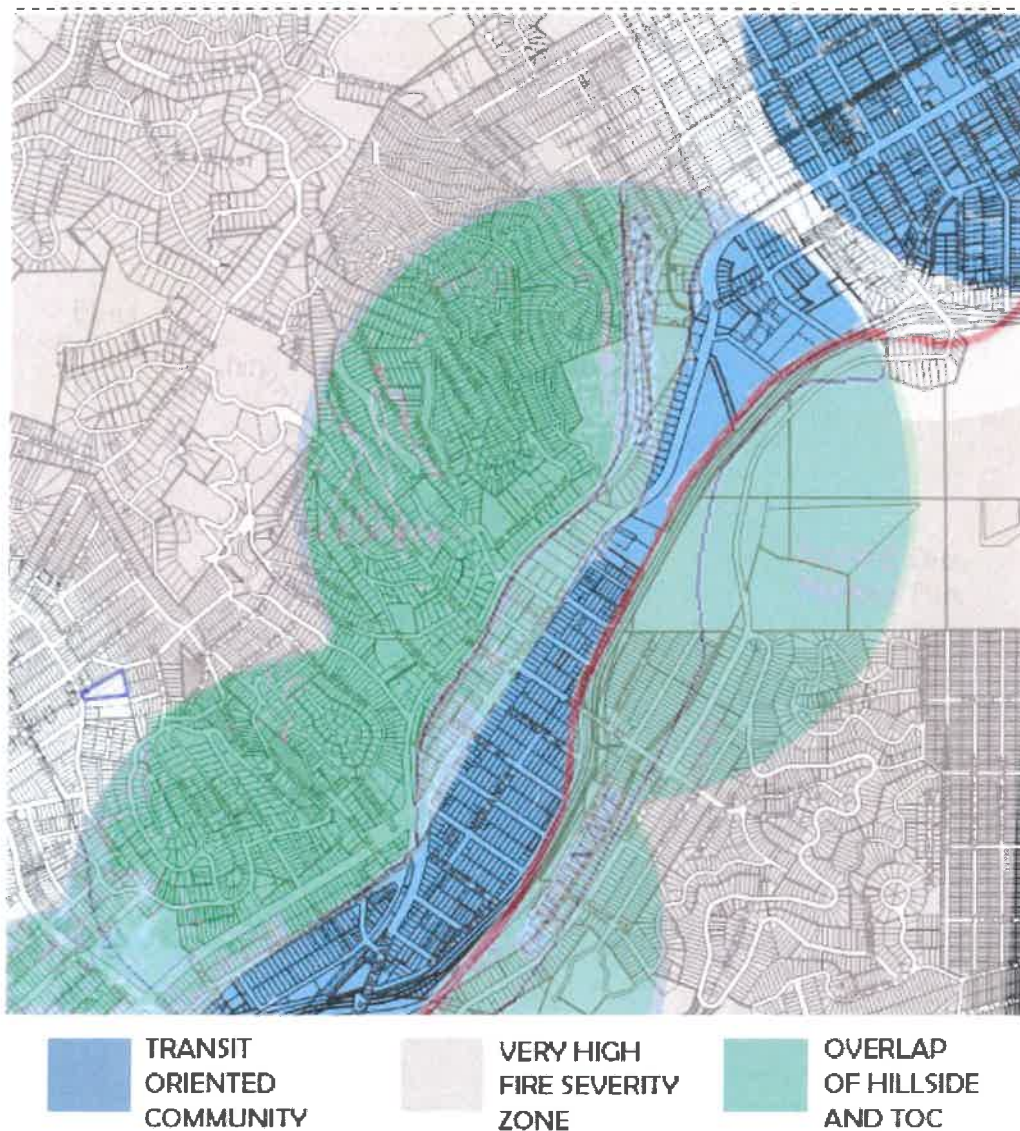 TRANSIT
ORIENTED
COMMUNITY
VERY HIGH
FIRE SEVERITY
ZONE
OVERLAP
OF HILLSIDE
AND TOC